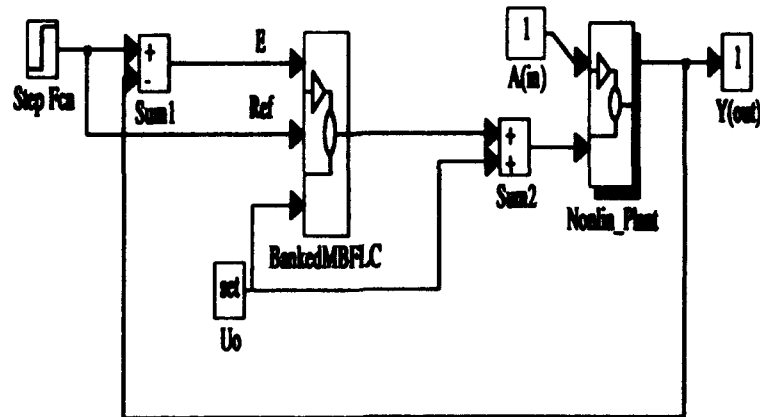 E
Ref
+
-
Step Fcn
Sum1
BankedMBFLC
set
Uo
+
+
Sum2
1
A(in)
Nonlin_Plant
1
Y(out)